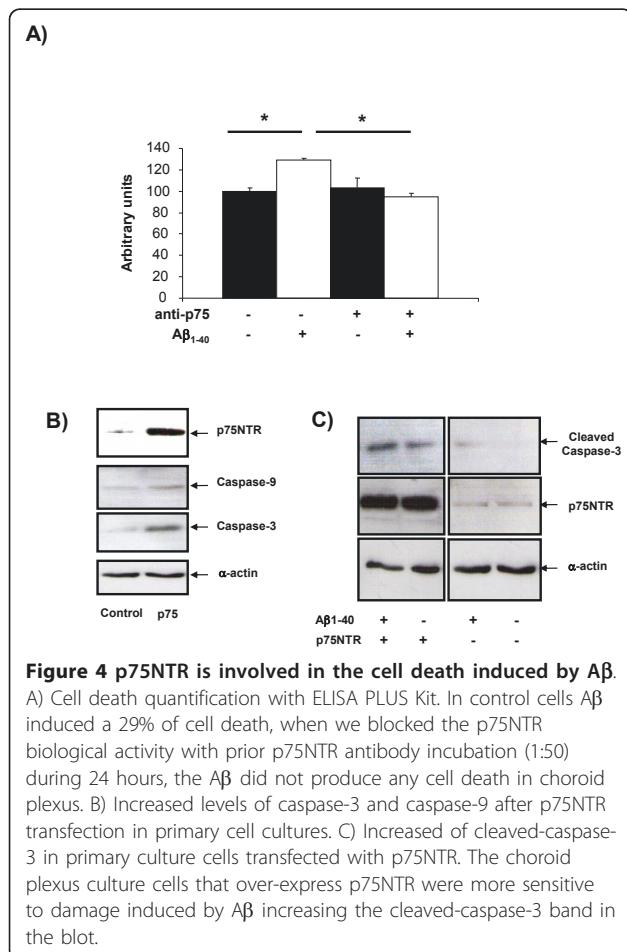 A)
* *
140
120
100
80
60
40
20
0
Arbitrary units
anti-p75 - - + +
Aβ1-40 - + - +
B)
p75NTR
Caspase-9
Caspase-3
α-actin
Control p75
C)
Cleaved
Caspase-3
p75NTR
α-actin
Aβ1-40 + - + -
p75NTR + + - -
Figure 4 p75NTR is involved in the cell death induced by Aβ.
A) Cell death quantification with ELISA PLUS Kit. In control cells Aβ
induced a 29% of cell death, when we blocked the p75NTR
biological activity with prior p75NTR antibody incubation (1:50)
during 24 hours, the Aβ did not produce any cell death in choroid
plexus. B) Increased levels of caspase-3 and caspase-9 after p75NTR
transfection in primary cell cultures. C) Increased of cleaved-caspase-
3 in primary culture cells transfected with p75NTR. The choroid
plexus culture cells that over-express p75NTR were more sensitive
to damage induced by Aβ increasing the cleaved-caspase-3 band in
the blot.